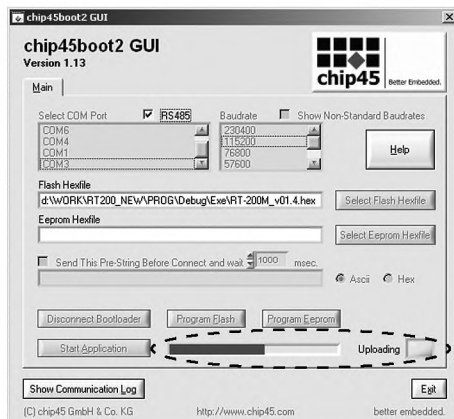 chip45boot2 GUI
chip45boot2 GUI
Version 1.13
chip45
Better Embedded.
Main
Select COM Port RS485 Baudrate Show Non-Standard Baudrates
COM6 230400
COM4 115200
COM1 76800
COM3 57600
Help
Flash Hexfile
d:\WORK\RT200_NEW\PROG\Debug\Exe\RT-200M_v01.4.hex Select Flash Hexfile
Eeprom Hexfile
Select Eeprom Hexfile
Send This Pre-String Before Connect and wait 1000 msec.
Ascii Hex
Disconnect Bootloader Program Flash Program Eeprom
Start Application Uploading
Show Communication Log Exit
(C) chip45 GmbH & Co. KG http://www.chip45.com better embedded.